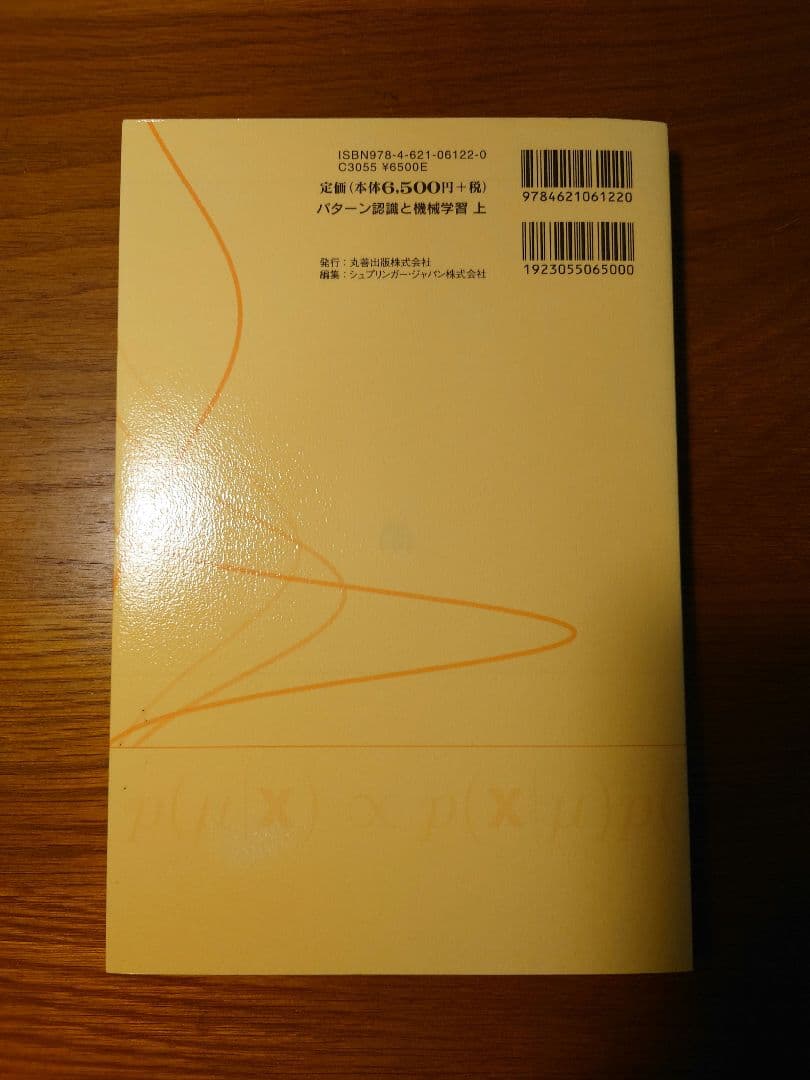 ISBN978-4-621-06122-0
C3055 ¥6500E
定価(本体6,500円+税)
パターン認識と機械学習 上
発行:丸善出版株式会社
編集:シュプリンガー・ジャパン株式会社
9784621061220
1923055065000
p(μ|x) ∝ p(x|μ)p(